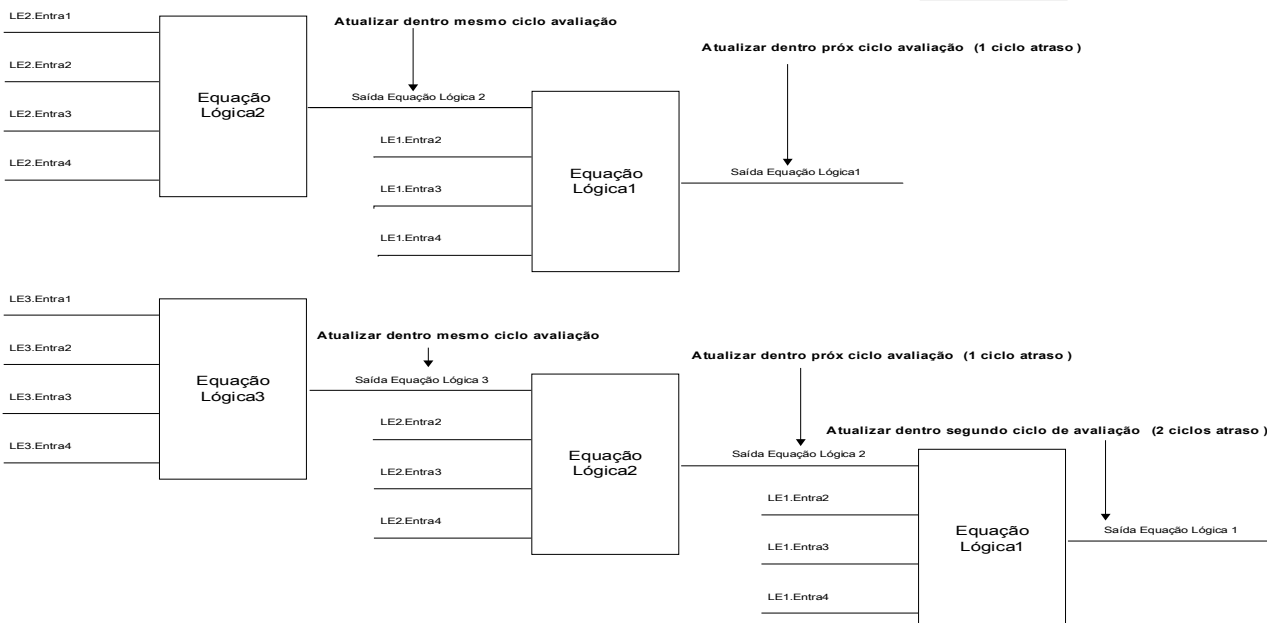 LE2.Entra1
Atualizar dentro mesmo ciclo avaliação
Atualizar dentro próx ciclo avaliação (1 ciclo atraso )
LE2.Entra2
Equação
Lógica2
Saída Equação Lógica 2
LE2.Entra3
LE1.Entra2
LE2.Entra4
Equação
Lógica1
Saída Equação Lógica1
LE1.Entra3
LE1.Entra4
LE3.Entra1
Atualizar dentro mesmo ciclo avaliação
LE3.Entra2
Atualizar dentro próx ciclo avaliação (1 ciclo atraso )
Equação
Lógica3
Saída Equação Lógica 3
LE3.Entra3
LE2.Entra2
Atualizar dentro segundo ciclo de avaliação (2 ciclos atraso )
LE3.Entra4
Equação
Lógica2
Saída Equação Lógica 2
LE2.Entra3
LE1.Entra2
LE2.Entra4
Equação
Lógica1
Saída Equação Lógica 1
LE1.Entra3
LE1.Entra4